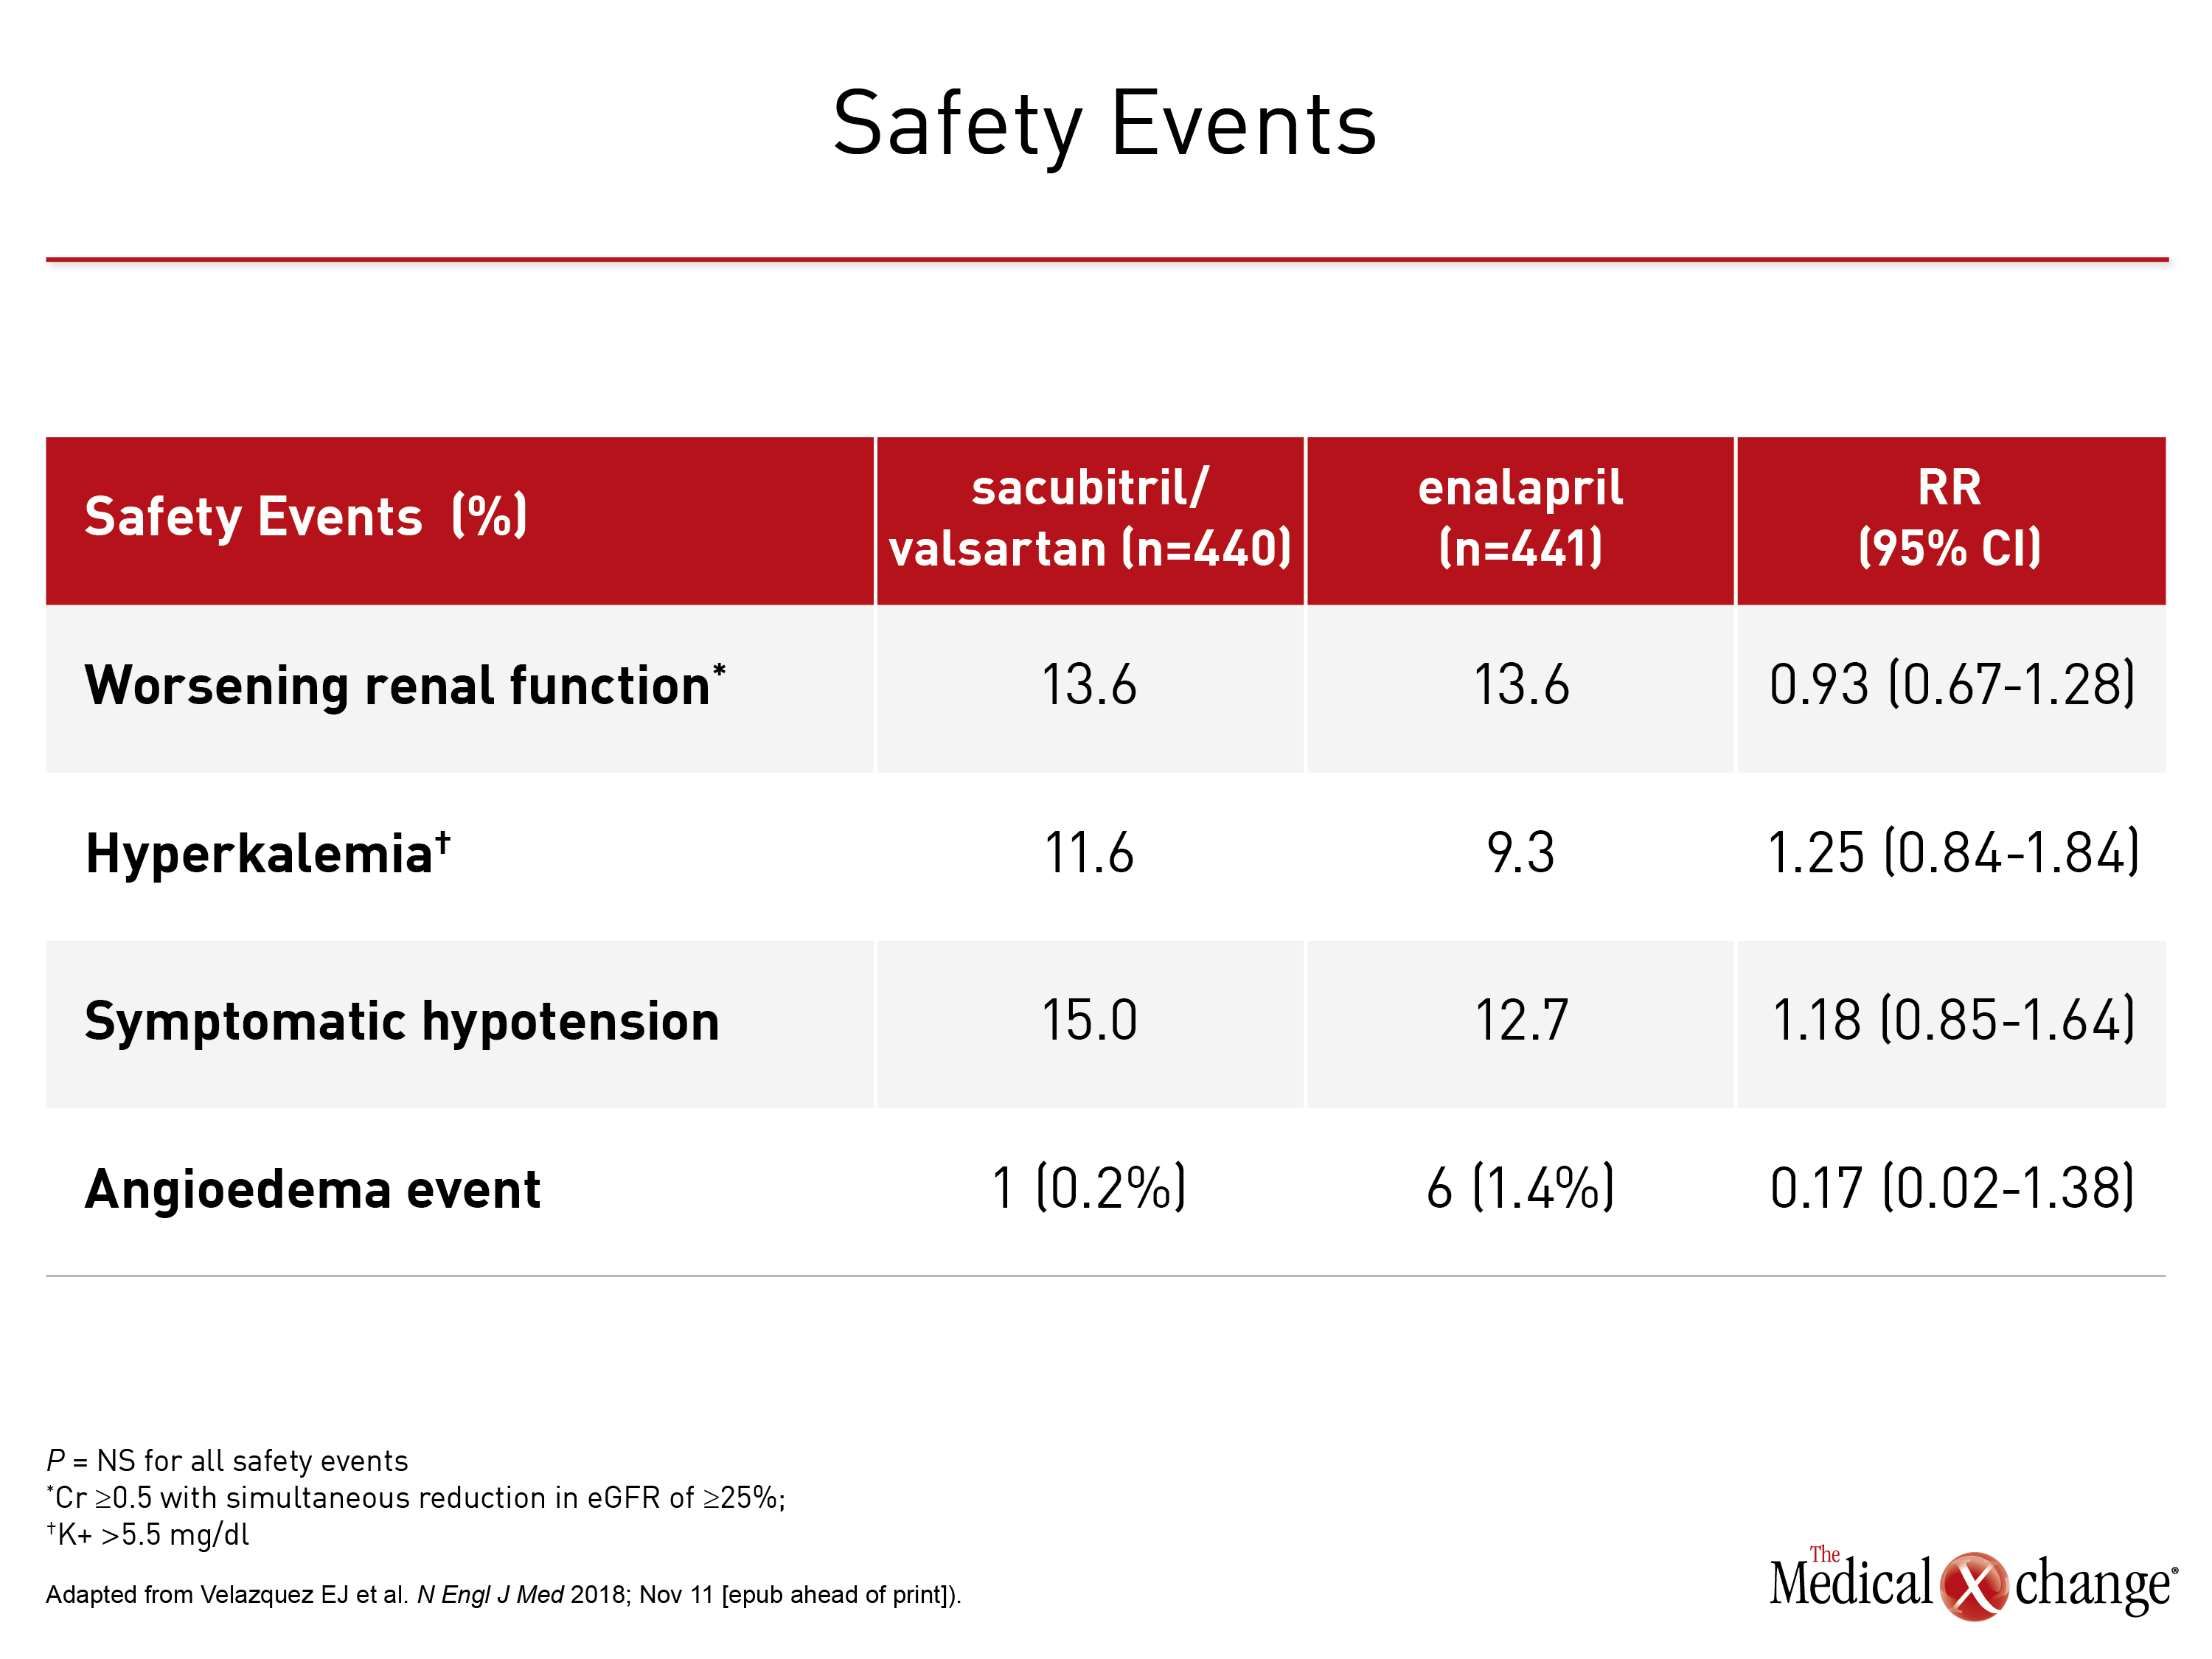 Safety Events
Safety Events (%)
sacubitril/
valsartan (n=440)
enalapril
(n=441)
RR
(95% CI)
Worsening renal function* 13.6 13.6 0.93 (0.67-1.28)
Hyperkalemia† 11.6 9.3 1.25 (0.84-1.84)
Symptomatic hypotension 15.0 12.7 1.18 (0.85-1.64)
Angioedema event 1 (0.2%) 6 (1.4%) 0.17 (0.02-1.38)
P = NS for all safety events
*Cr ≥0.5 with simultaneous reduction in eGFR of ≥25%;
†K+ >5.5 mg/dl
Adapted from Velazquez EJ et al. N Engl J Med 2018; Nov 11 [epub ahead of print]).
The
Medical Xchange®